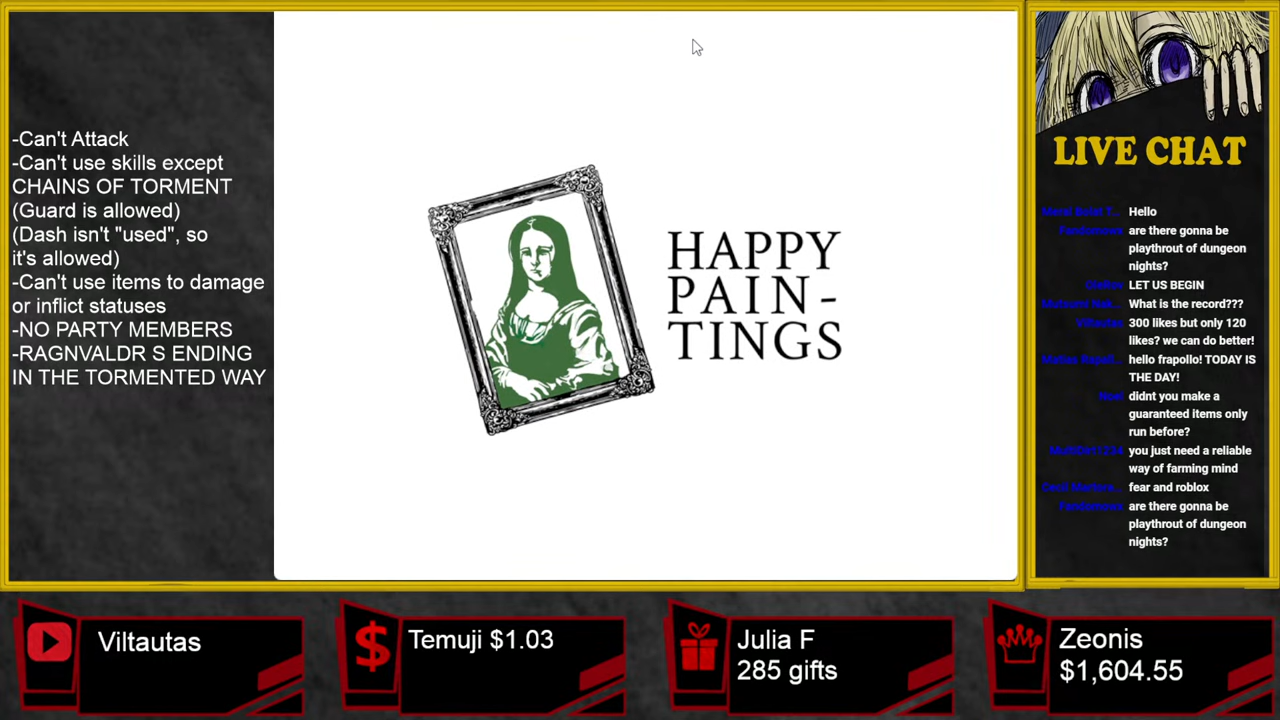 -Can't Attack
-Can't use skills except
CHAINS OF TORMENT
(Guard is allowed)
(Dash isn't "used", so
it's allowed)
-Can't use items to damage
or inflict statuses
-NO PARTY MEMBERS
-RAGNVALDR S ENDING
IN THE TORMENTED WAY
HAPPY
PAIN-
TINGS
LIVE CHAT
Hello
are there gonna be
playthrout of dungeon
nights?
LET US BEGIN
What is the record???
Viltautas 300 likes but only 120
likes? we can do better!
hello frapollo! TODAY IS
THE DAY!
didnt you make a
guaranteed items only
run before?
you just need a reliable
way of farming mind
fear and roblox
are there gonna be
playthrout of dungeon
nights?
Viltautas
Temuji $1.03
Julia F
285 gifts
Zeonis
$1,604.55